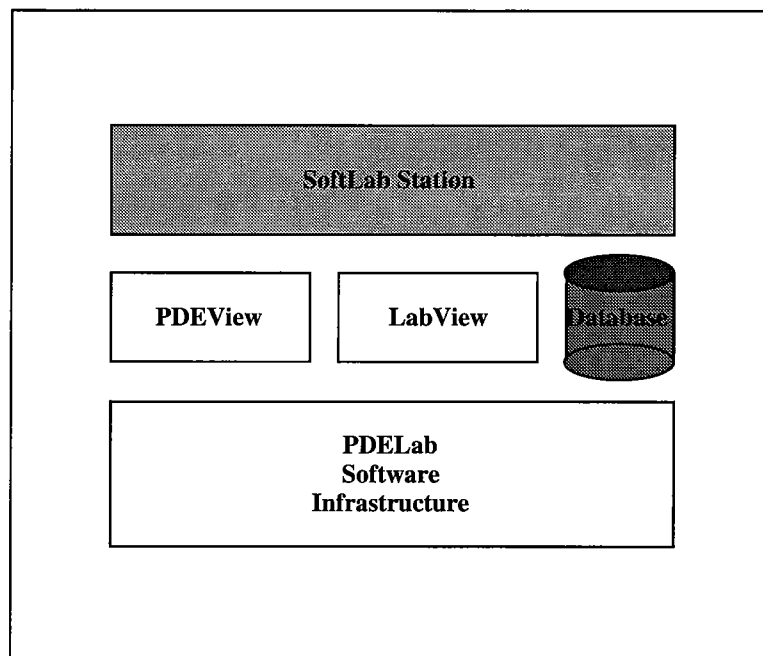 SoftLab Station
PDEView
LabView
Database
PDELab
Software
Infrastructure